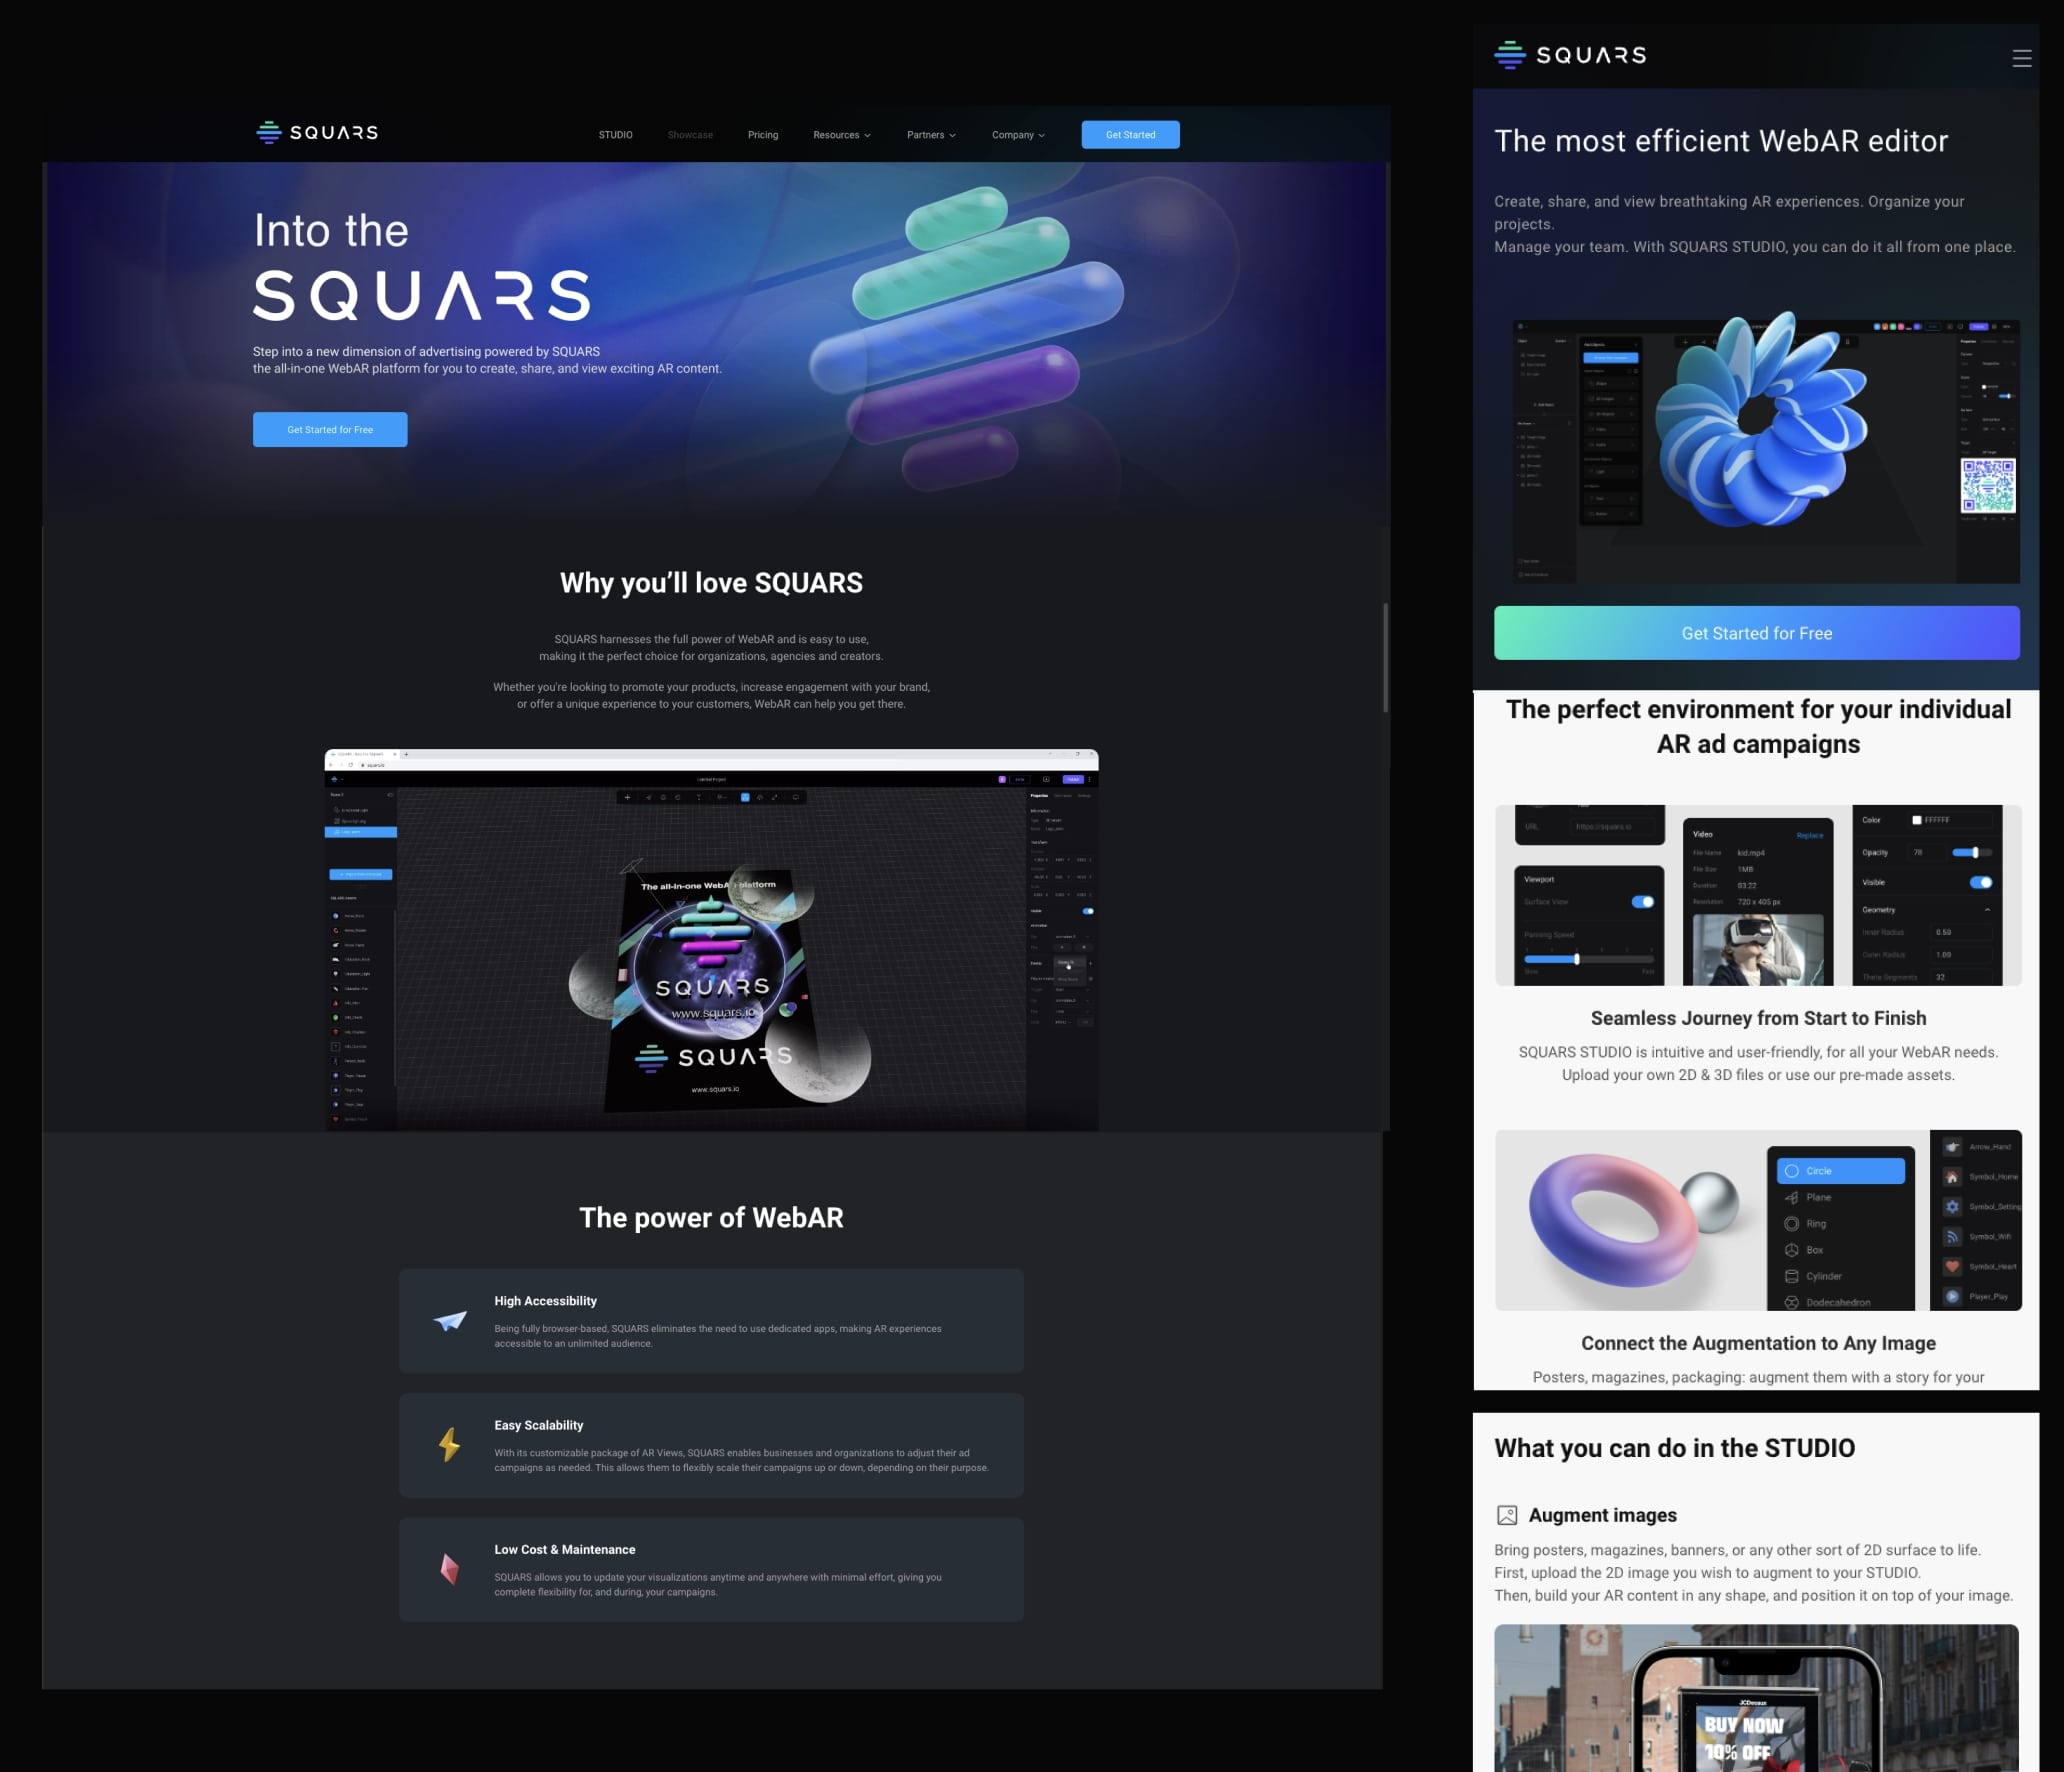 SQUARS
STUDIO
Showcase
Pricing
Resources
Partners
Company
Get Started
Into the
SQUARS
Step into a new dimension of advertising powered by SQUARS
the all-in-one WebAR platform for you to create, share, and view exciting AR content.
Get Started for Free
Why you’ll love SQUARS
SQUARS harnesses the full power of WebAR and is easy to use,
making it the perfect choice for organizations, agencies and creators.
Whether you're looking to promote your products, increase engagement with your brand,
or offer a unique experience to your customers, WebAR can help you get there.
squars.io
Untitled Project
Properties
The all-in-one WebAR platform
SQUARS
www.squars.io
SQUARS
www.squars.io
The power of WebAR
High Accessibility
Being fully browser-based, SQUARS eliminates the need to use dedicated apps, making AR experiences
accessible to an unlimited audience.
Easy Scalability
With its customizable package of AR Views, SQUARS enables businesses and organizations to adjust their ad
campaigns as needed. This allows them to flexibly scale their campaigns up or down, depending on their purpose.
Low Cost & Maintenance
SQUARS allows you to update your visualizations anytime and anywhere with minimal effort, giving you
complete flexibility for, and during, your campaigns.
SQUARS
The most efficient WebAR editor
Create, share, and view breathtaking AR experiences. Organize your
projects.
Manage your team. With SQUARS STUDIO, you can do it all from one place.
Get Started for Free
The perfect environment for your individual
AR ad campaigns
URL
https://squars.io
Viewport
Surface View
Panning Speed
Slow
Fast
Video
Replace
File Name
kid.mp4
File Size
1MB
Duration
03:22
Resolution
720 x 405 px
Color
FFFFFF
Opacity
78
Visible
Geometry
Inner Radius
0.59
Outer Radius
1.09
Theta Segments
32
Seamless Journey from Start to Finish
SQUARS STUDIO is intuitive and user-friendly, for all your WebAR needs.
Upload your own 2D & 3D files or use our pre-made assets.
Circle
Plane
Ring
Box
Cylinder
Dodecahedron
Arrow_Hand
Symbol_Home
Symbol_Setting
Symbol_Wifi
Symbol_Heart
Player_Play
Connect the Augmentation to Any Image
Posters, magazines, packaging: augment them with a story for your
What you can do in the STUDIO
Augment images
Bring posters, magazines, banners, or any other sort of 2D surface to life.
First, upload the 2D image you wish to augment to your STUDIO.
Then, build your AR content in any shape, and position it on top of your image.
JCDecaux
BUY NOW
10% OFF